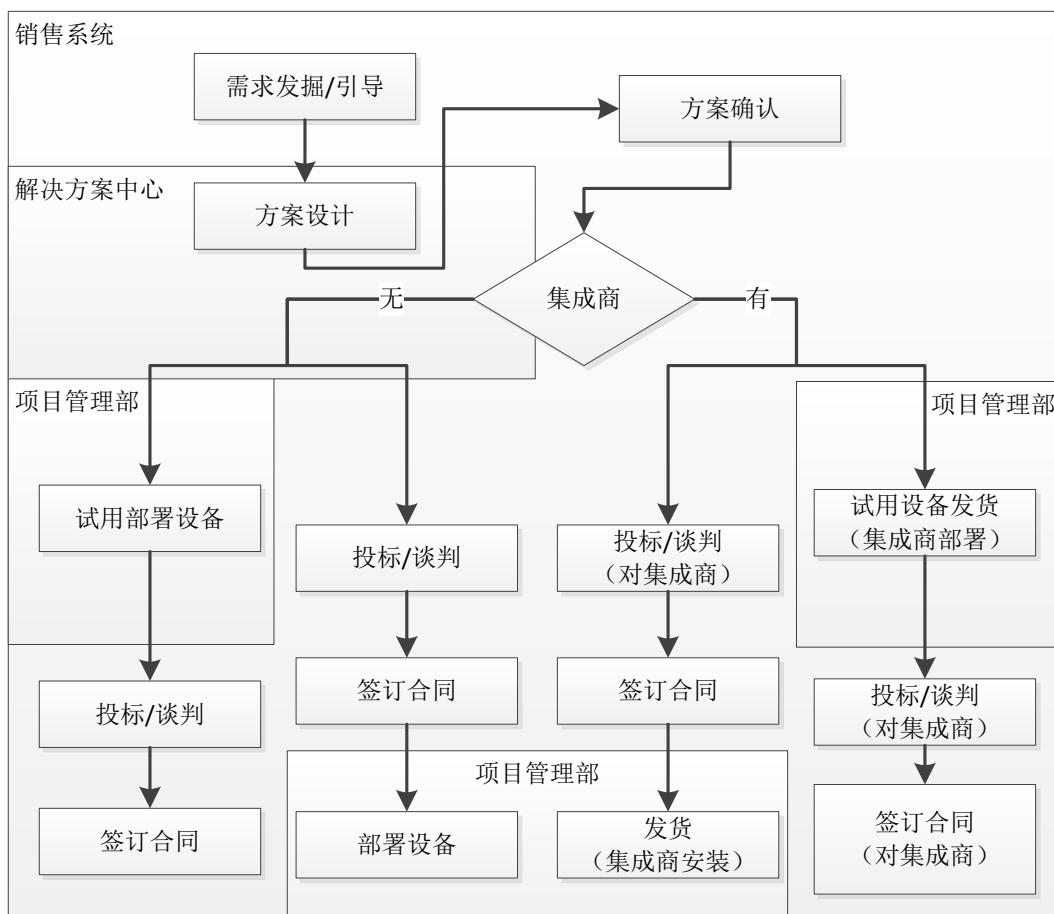 销售系统
需求发掘/引导
方案确认
解决方案中心
方案设计
集成商
无
有
项目管理部
项目管理部
试用部署设备
试用设备发货
（集成商部署）
投标/谈判
投标/谈判
（对集成商）
签订合同
签订合同
投标/谈判
投标/谈判
（对集成商）
项目管理部
签订合同
部署设备
发货
（集成商安装）
签订合同
（对集成商）